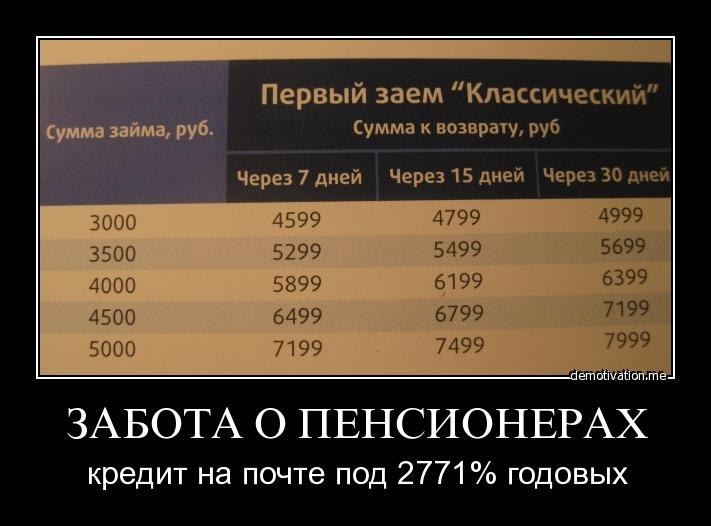 Первый заем “Классический”
Сумма займа, руб.
Сумма к возврату, руб
Через 7 дней Через 15 дней Через 30 дней
3000 4599 4799 4999
3500 5299 5499 5699
4000 5899 6199 6399
4500 6499 6799 7199
5000 7199 7499 7999
demotivation.me
ЗАБОТА О ПЕНСИОНЕРАХ
кредит на почте под 2771% годовых